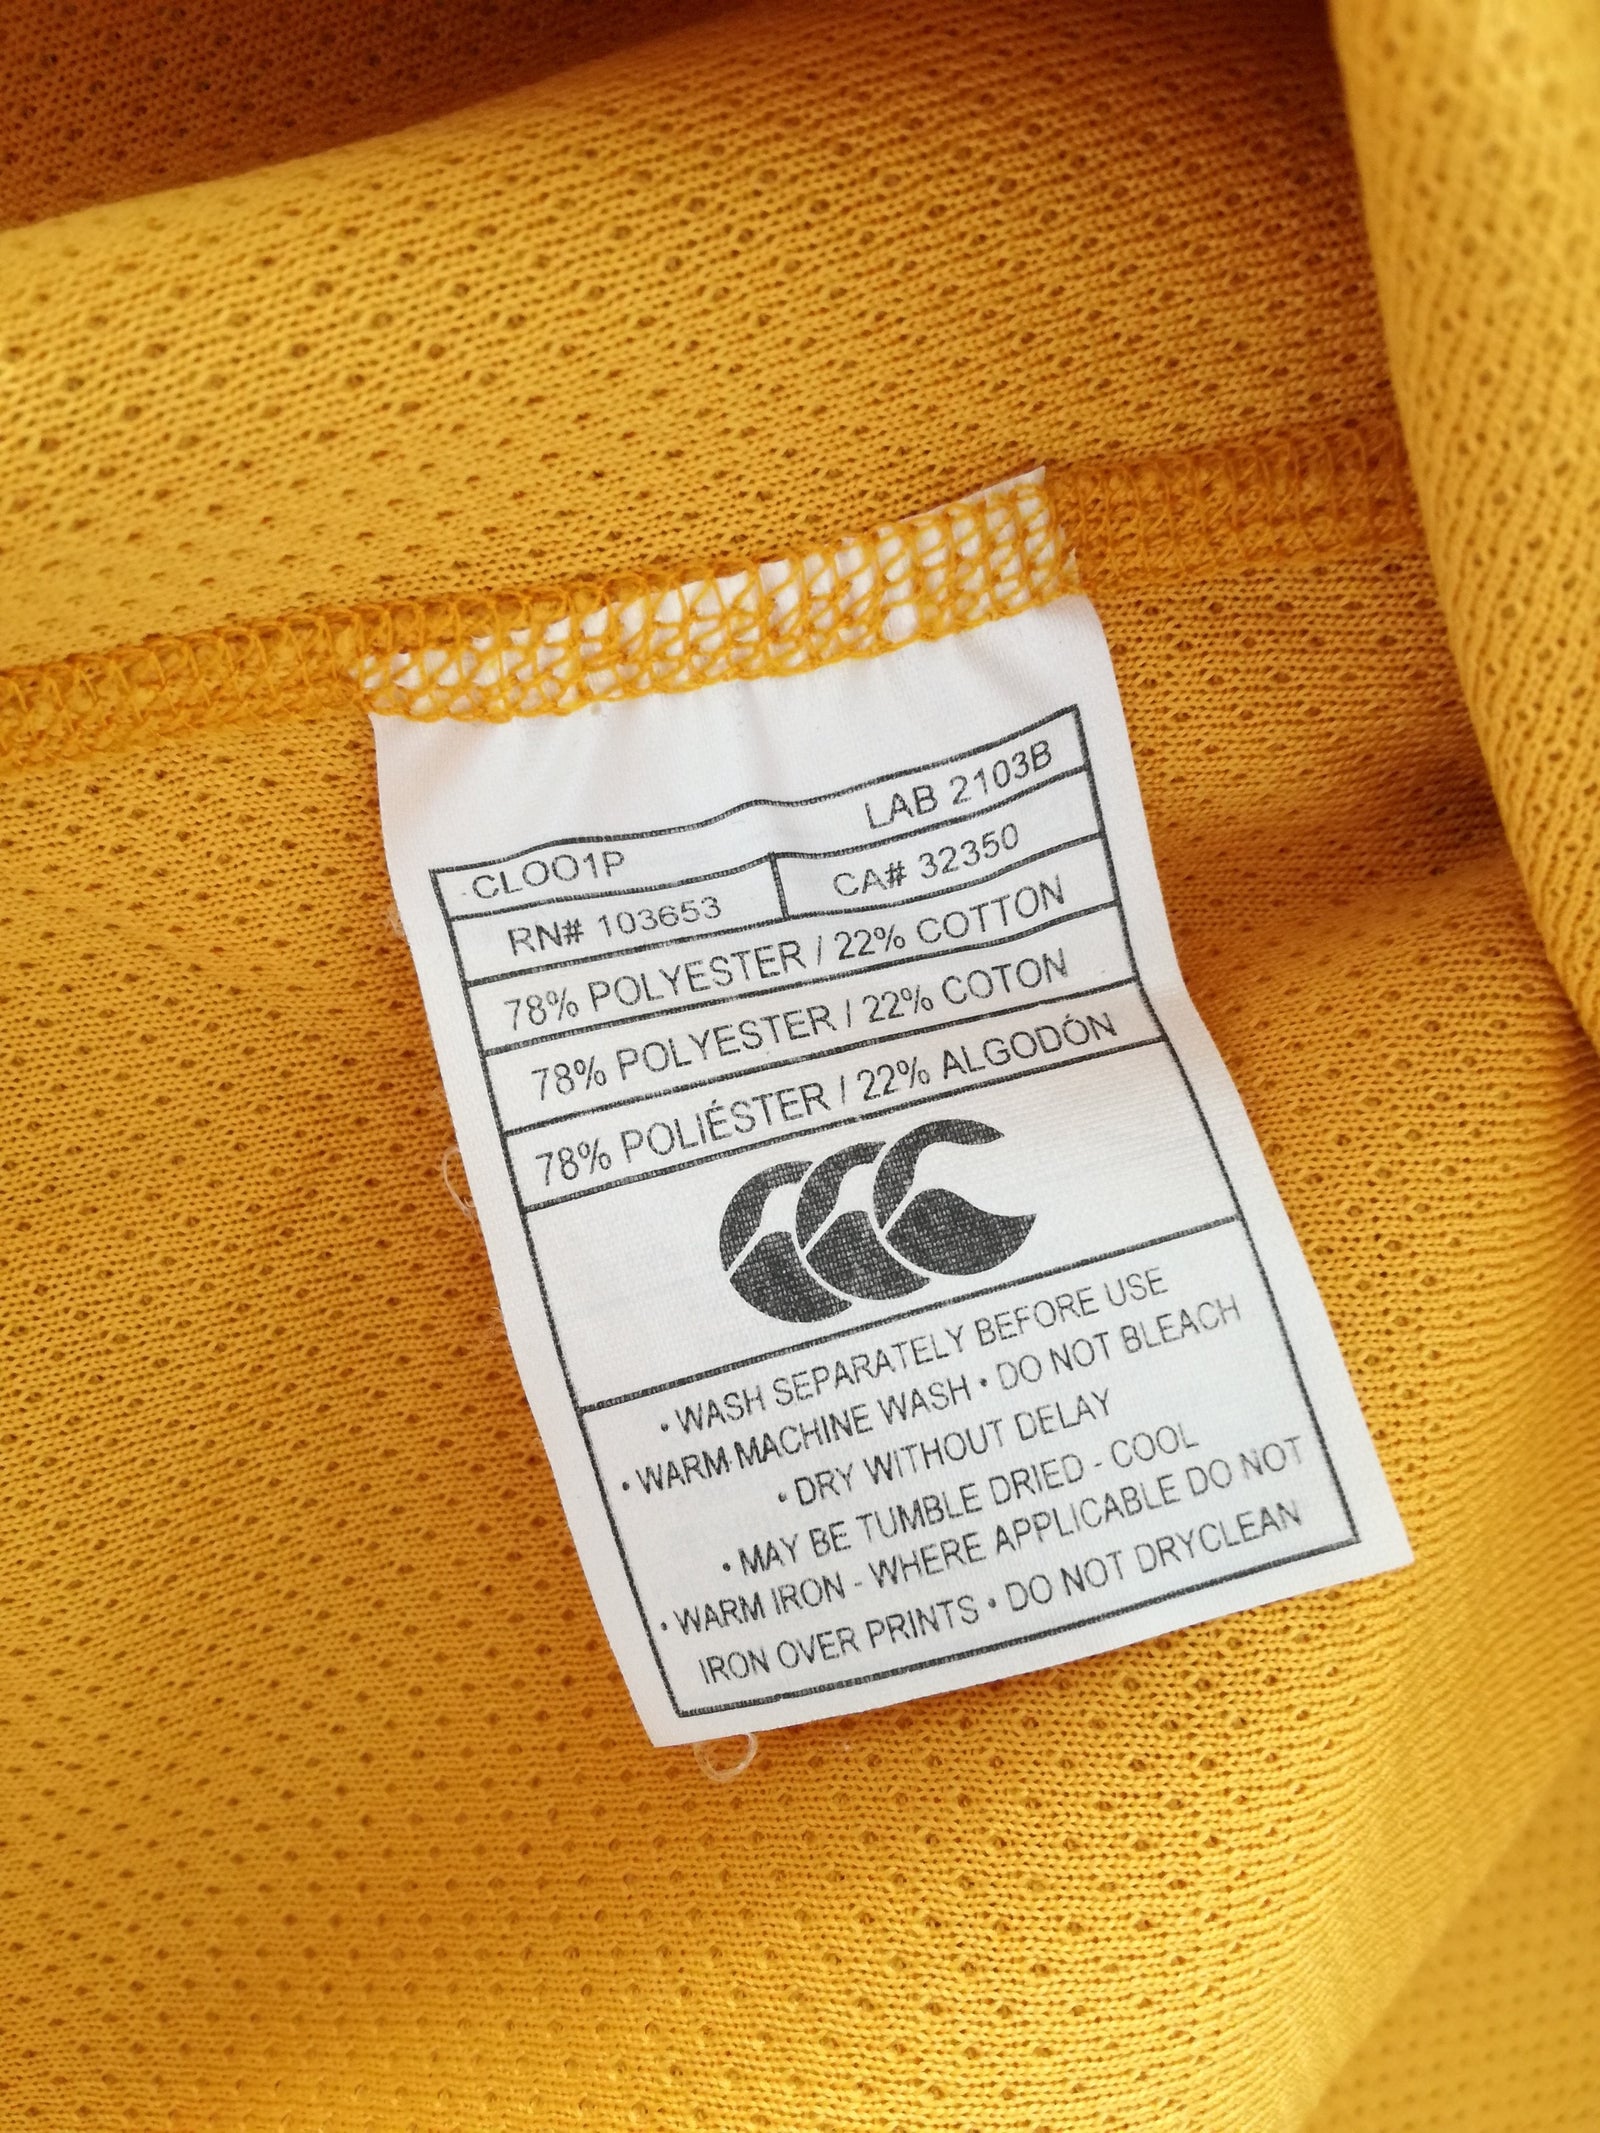 CLOO1P LAB 2103B
RN# 103653 CA# 32350
78% POLYESTER / 22% COTTON
78% POLYESTER / 22% COTON
78% POLIÉSTER / 22% ALGODÓN
• WASH SEPARATELY BEFORE USE
• WARM MACHINE WASH • DO NOT BLEACH
• DRY WITHOUT DELAY
• MAY BE TUMBLE DRIED - COOL
• WARM IRON - WHERE APPLICABLE DO NOT
IRON OVER PRINTS • DO NOT DRYCLEAN